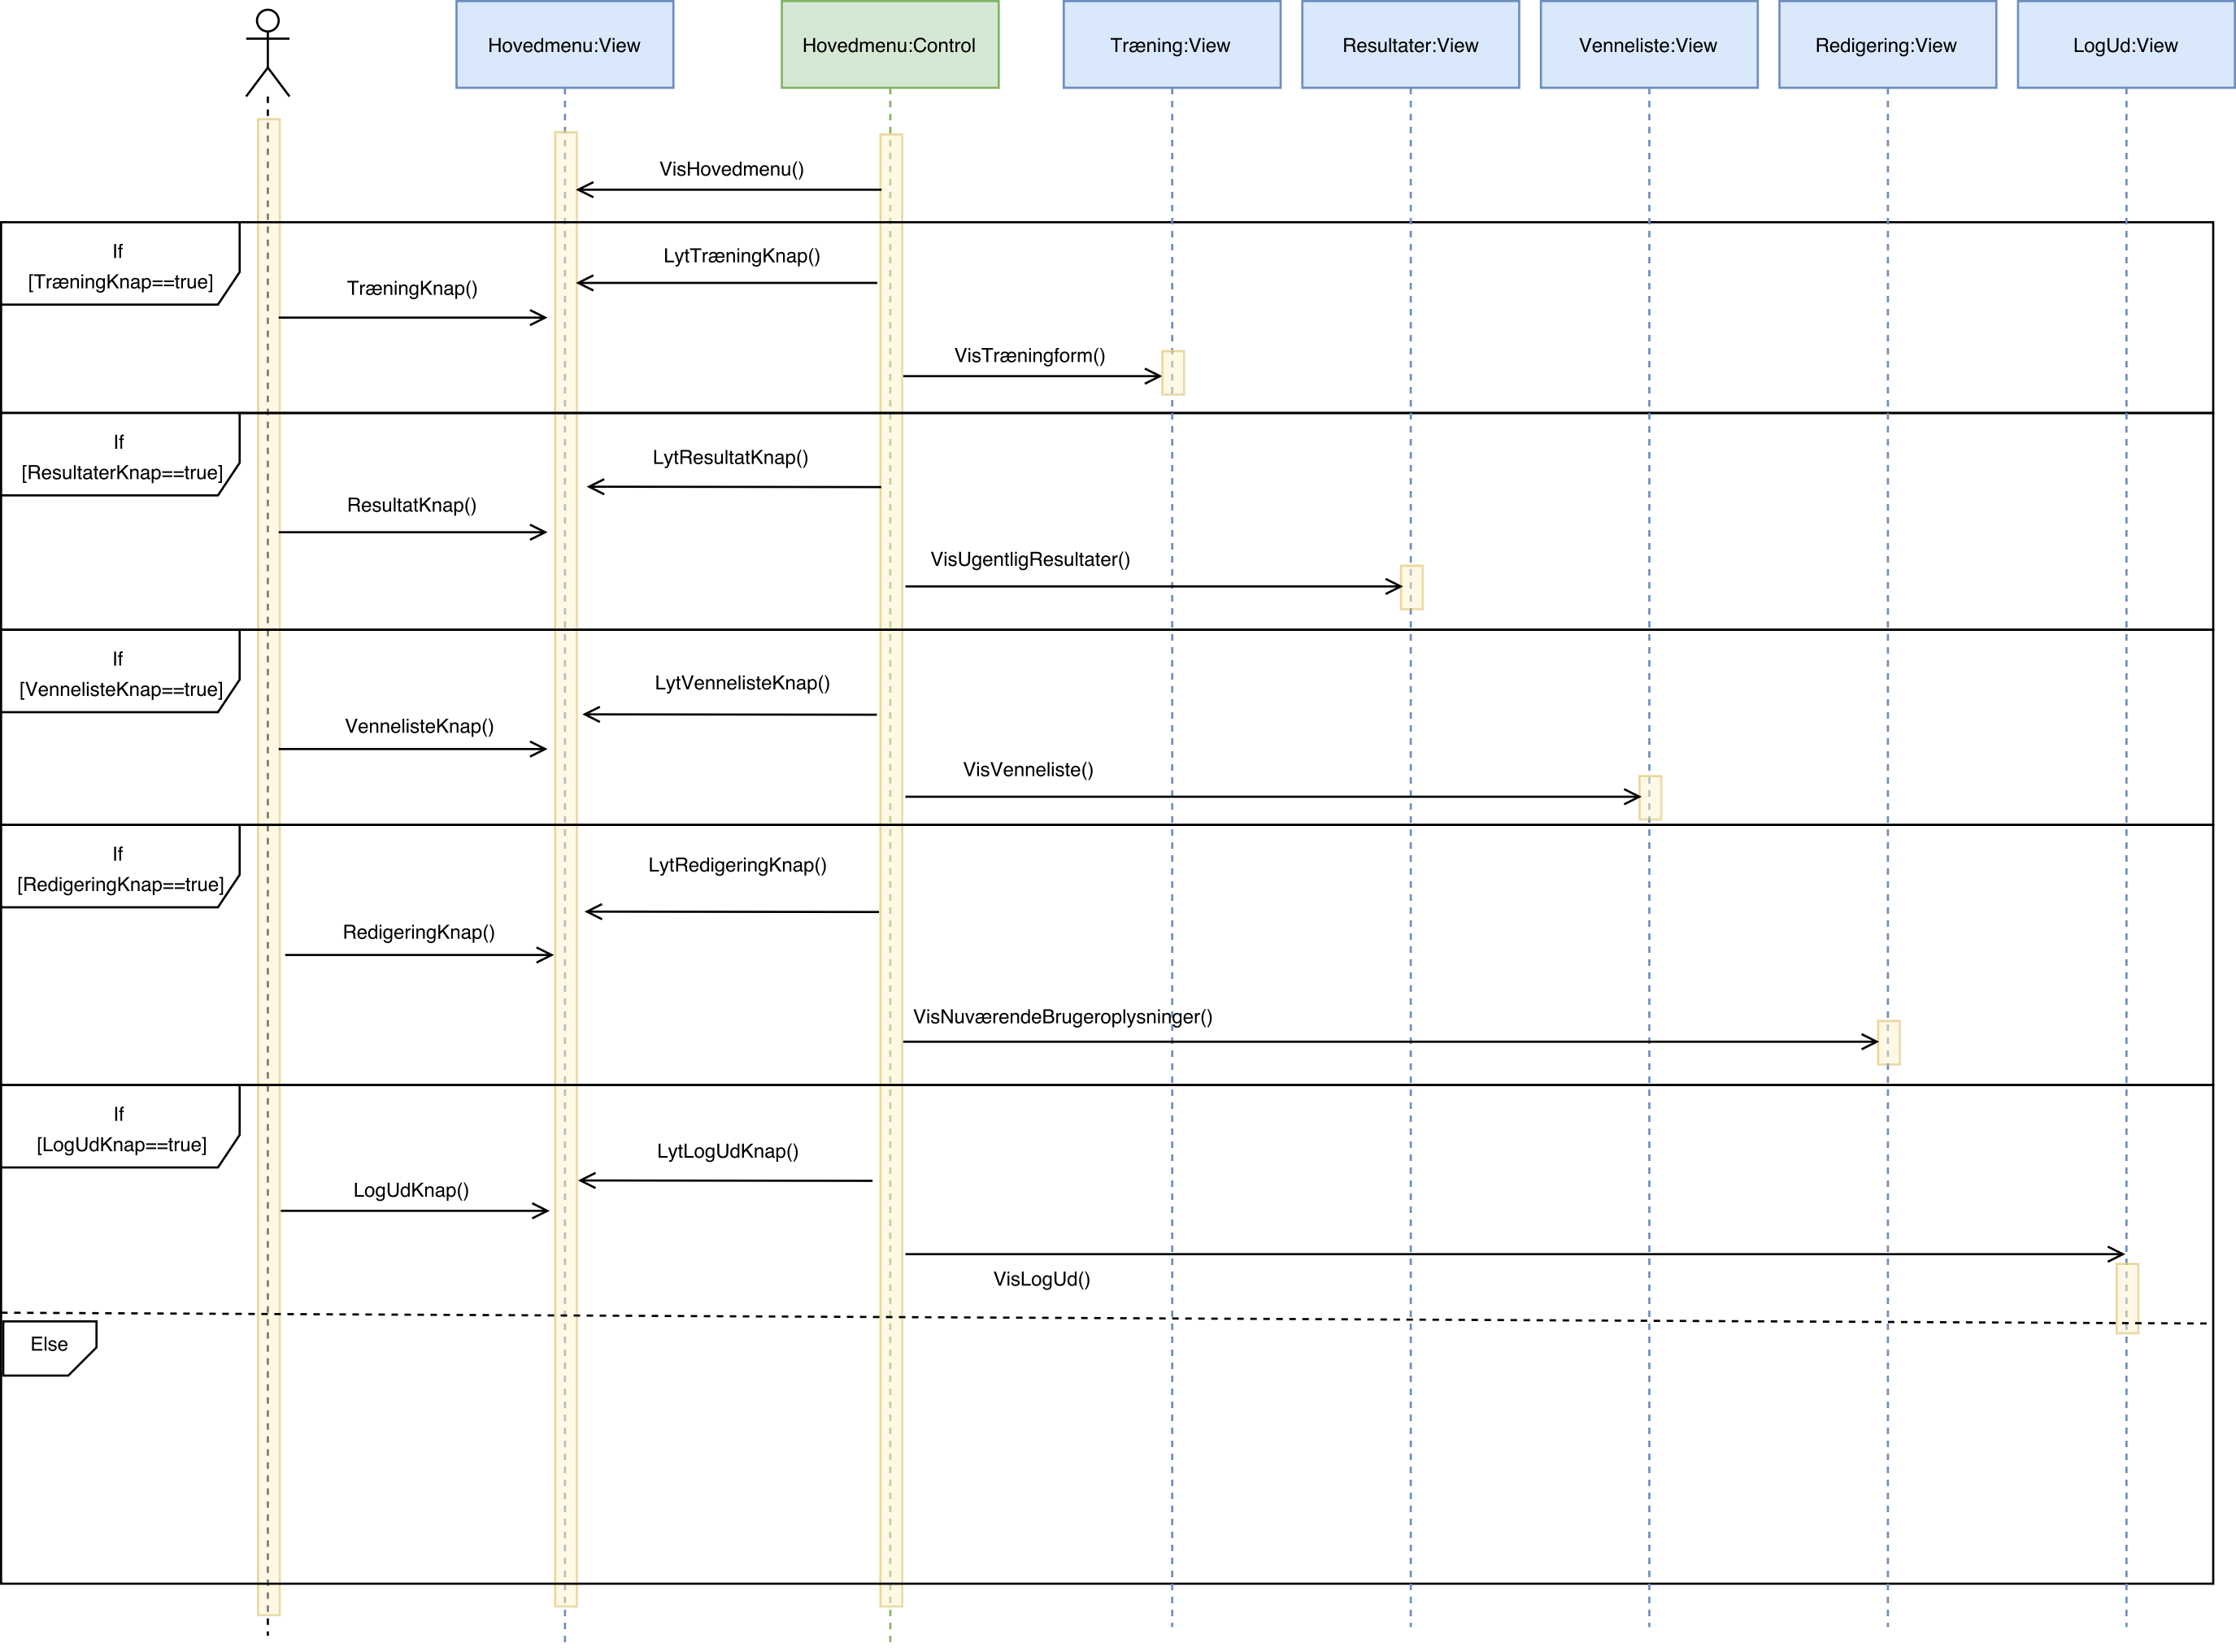 Hovedmenu:View
Hovedmenu:Control
Træning:View
Resultater:View
Venneliste:View
Redigering:View
LogUd:View
VisHovedmenu()
If
[TræningKnap==true]
LytTræningKnap()
TræningKnap()
VisTræningform()
If
[ResultaterKnap==true]
LytResultatKnap()
ResultatKnap()
VisUgentligResultater()
If
[VennelisteKnap==true]
LytVennelisteKnap()
VennelisteKnap()
VisVenneliste()
If
[RedigeringKnap==true]
LytRedigeringKnap()
RedigeringKnap()
VisNuværendeBrugeroplysninger()
If
[LogUdKnap==true]
LytLogUdKnap()
LogUdKnap()
VisLogUd()
Else